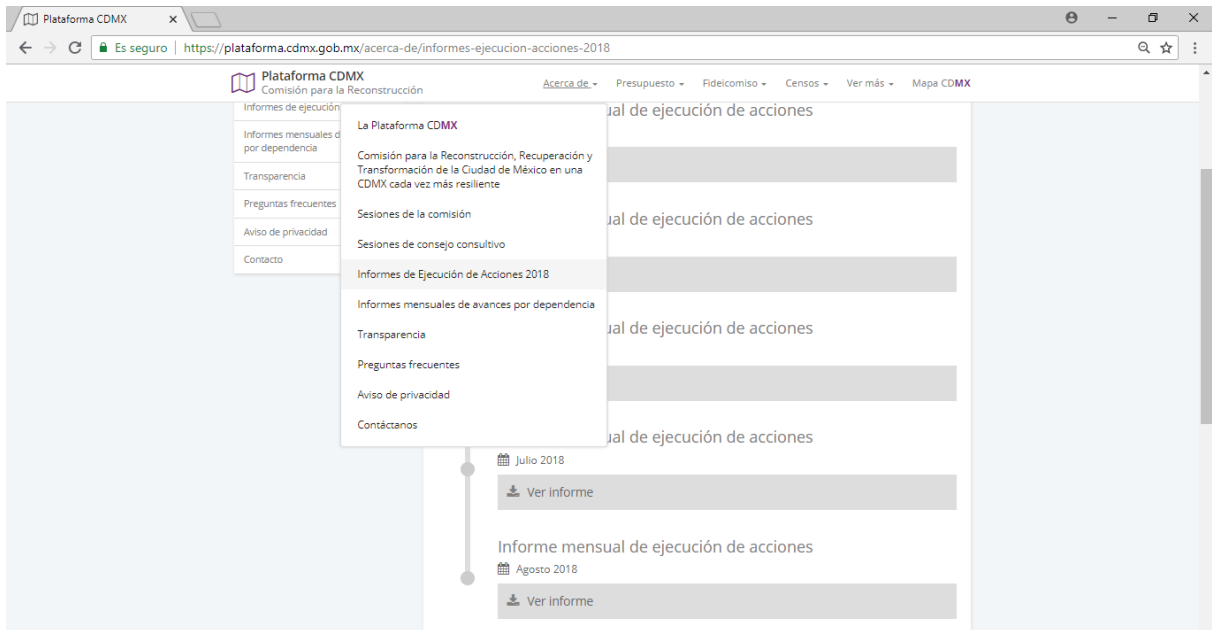 Plataforma CDMX
Es seguro
https://plataforma.cdmx.gob.mx/acerca-de/informes-ejecucion-acciones-2018
Plataforma CDMX
Comisión para la Reconstrucción
Acerca de
Presupuesto
Fideicomiso
Censos
Ver más
Mapa CDMX
Informes de ejecución
Informes mensuales d
por dependencia
Transparencia
Preguntas frecuentes
Aviso de privacidad
Contacto
La Plataforma CDMX
Comisión para la Reconstrucción, Recuperación y
Transformación de la Ciudad de México en una
CDMX cada vez más resiliente
Sesiones de la comisión
Sesiones de consejo consultivo
Informes de Ejecución de Acciones 2018
Informes mensuales de avances por dependencia
Transparencia
Preguntas frecuentes
Aviso de privacidad
Contáctanos
ual de ejecución de acciones
ual de ejecución de acciones
ual de ejecución de acciones
ual de ejecución de acciones
Julio 2018
Ver informe
Informe mensual de ejecución de acciones
Agosto 2018
Ver informe